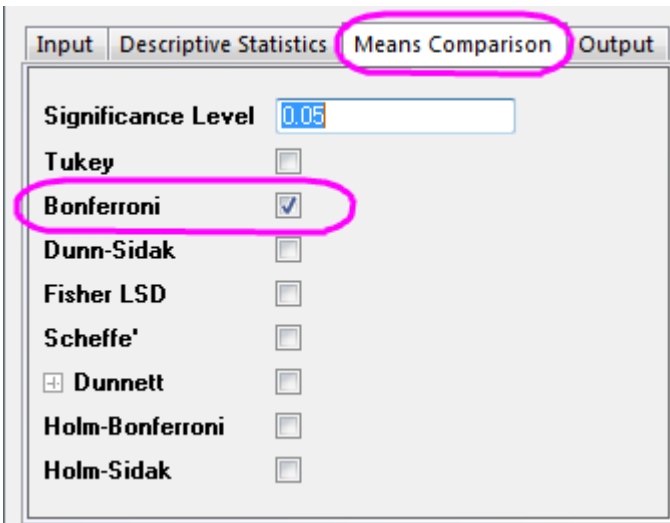 Input Descriptive Statistics Means Comparison Output
Significance Level 0.05
Tukey
Bonferroni
Dunn-Sidak
Fisher LSD
Scheffe'
Dunnett
Holm-Bonferroni
Holm-Sidak